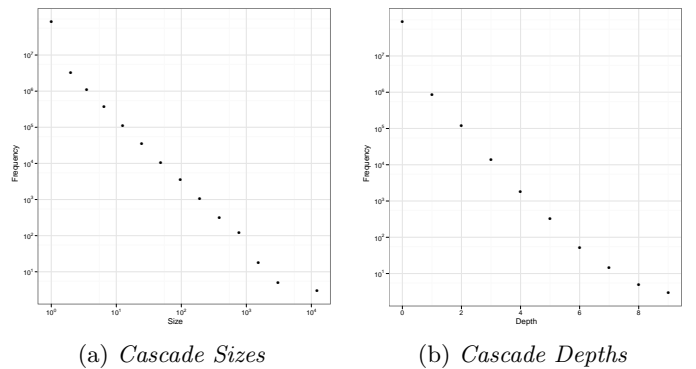 10⁷
10⁶
10⁵
10⁴
10³
10²
10¹
Frequency
10⁰ 10¹ 10² 10³ 10⁴
Size
(a) Cascade Sizes
10⁷
10⁶
10⁵
10⁴
10³
10²
10¹
Frequency
0 2 4 6 8
Depth
(b) Cascade Depths